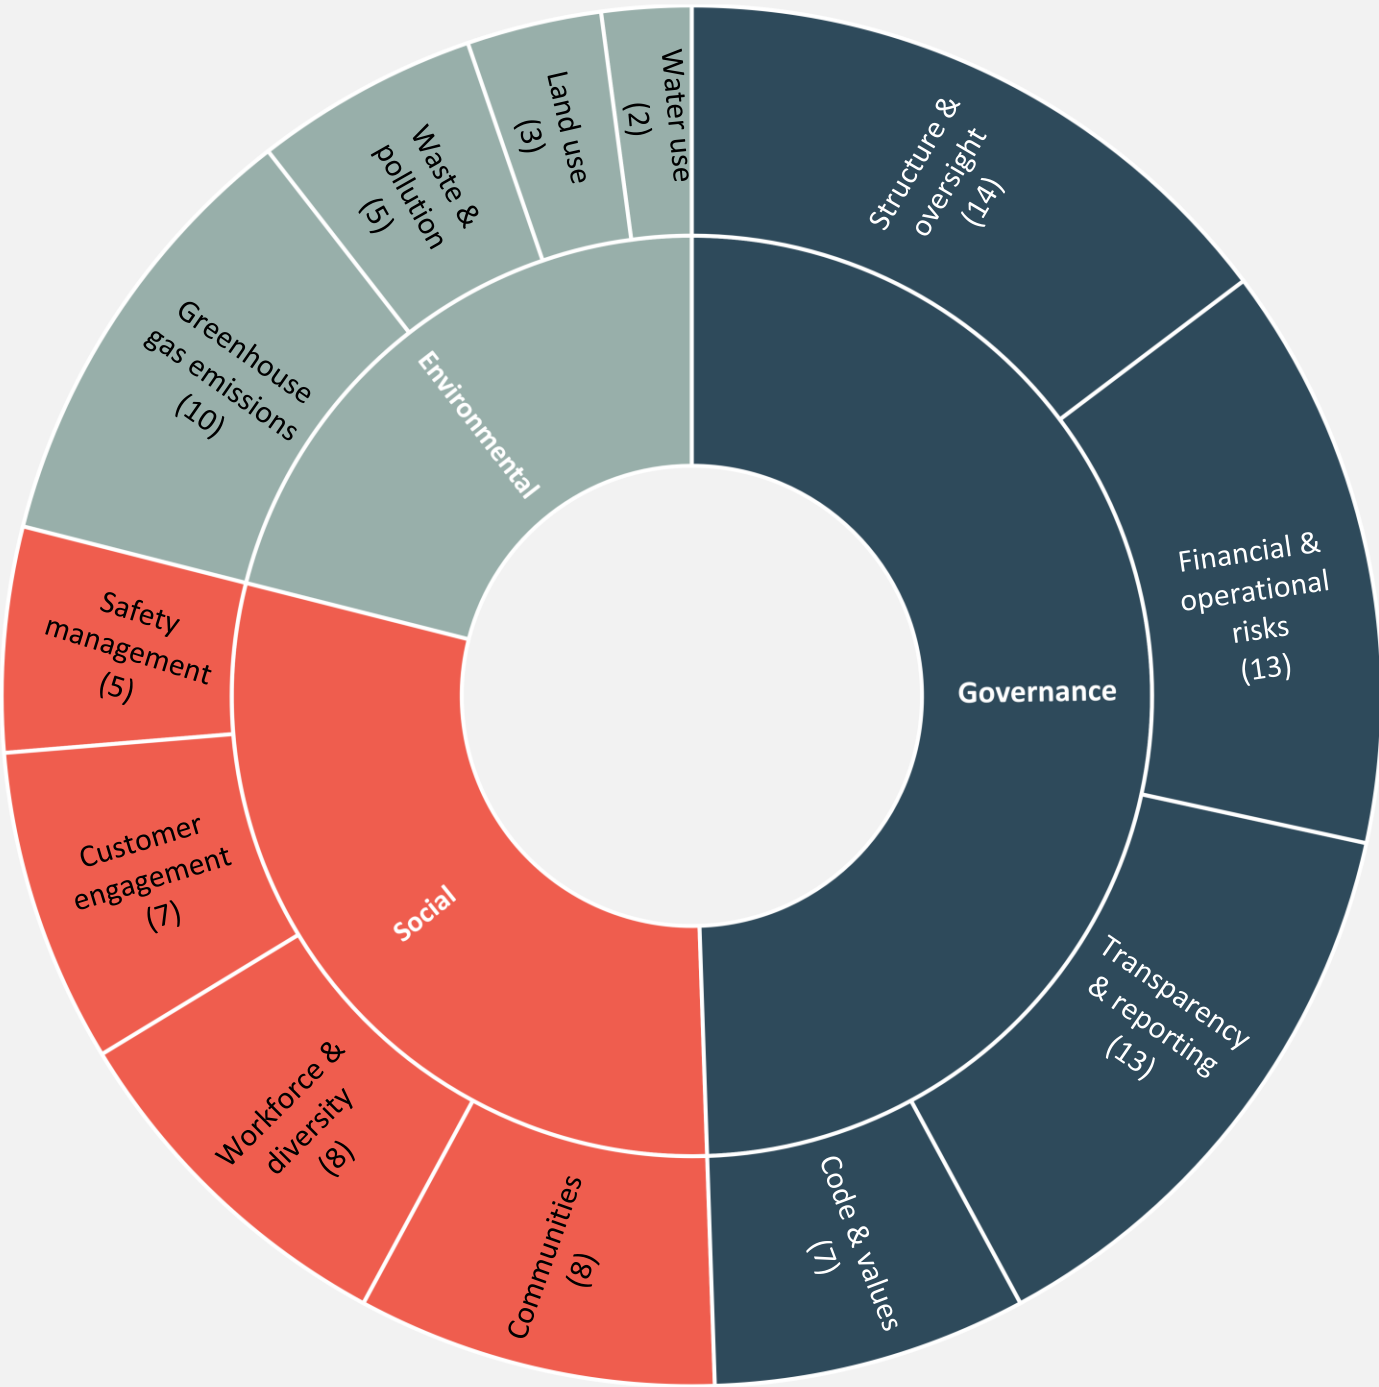 Governance
Structure &
oversight
(14)
Financial &
operational
risks
(13)
Transparency
& reporting
(13)
Code & values
(7)
Social
Communities
(8)
Workforce &
diversity
(8)
Customer
engagement
(7)
Safety
management
(5)
Environmental
Greenhouse
gas emissions
(10)
Waste &
pollution
(5)
Land use
(3)
Water use
(2)